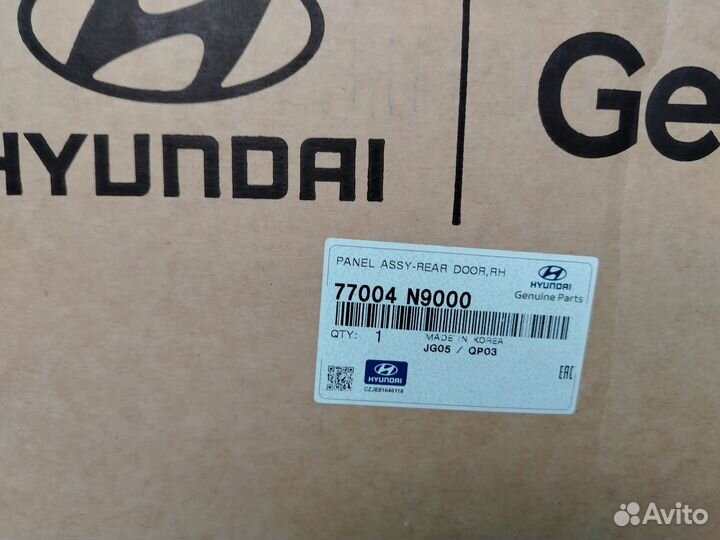 HYUNDAI
Ge
PANEL ASSY-REAR DOOR,RH
HYUNDAI
77004 N9000
Genuine Parts
QTY: 1
MADE IN KOREA
JG05 / QP03
HYUNDAI
EAC
CZJE81646118
Avito